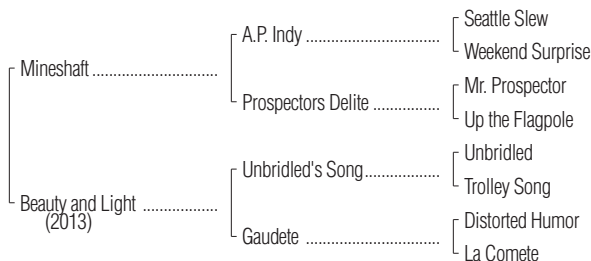 Seattle Slew
A.P. Indy ........................................
Weekend Surprise
Mineshaft .....................................
Mr. Prospector
Prospectors Delite .....................
Up the Flagpole
Unbridled
Unbridled's Song.......................
Trolley Song
Beauty and Light ......................
(2013)
Distorted Humor
Gaudete ........................................
La Comete